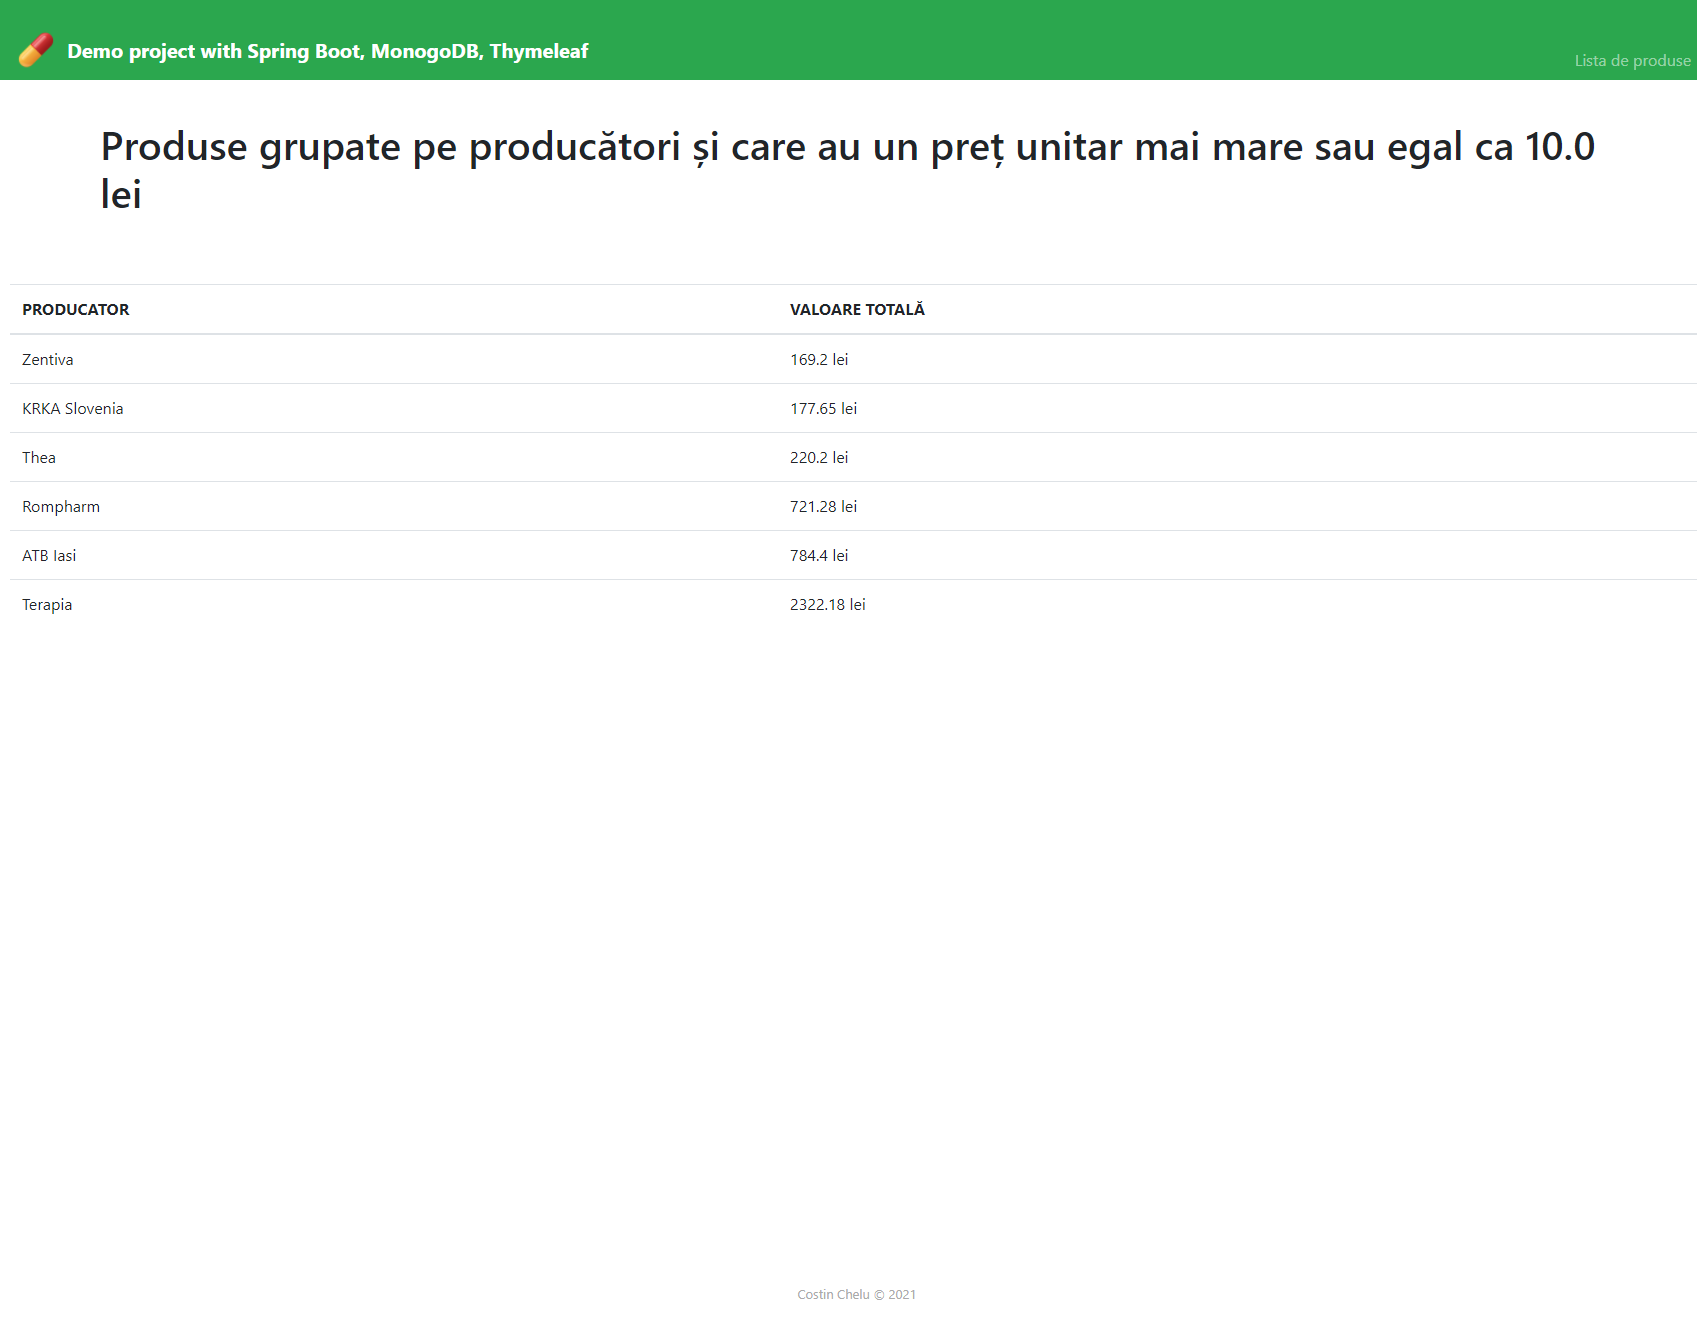 Demo project with Spring Boot, MonogoDB, Thymeleaf
Lista de produse
Produse grupate pe producători și care au un preț unitar mai mare sau egal ca 10.0
lei
PRODUCATOR VALOARE TOTALĂ
Zentiva 169.2 lei
KRKA Slovenia 177.65 lei
Thea 220.2 lei
Rompharm 721.28 lei
ATB Iasi 784.4 lei
Terapia 2322.18 lei
Costin Chelu © 2021